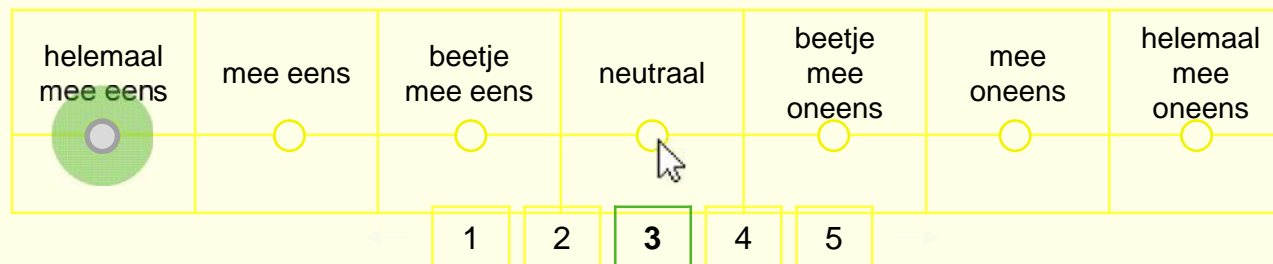 helemaal
mee eens
mee eens
beetje
mee eens
neutraal
beetje
mee
oneens
mee
oneens
helemaal
mee
oneens
1 2 3 4 5